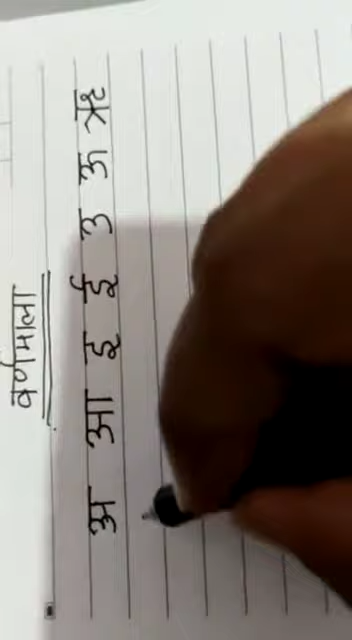 वर्णमाला
अ आ इ ई उ ऊ ऋ